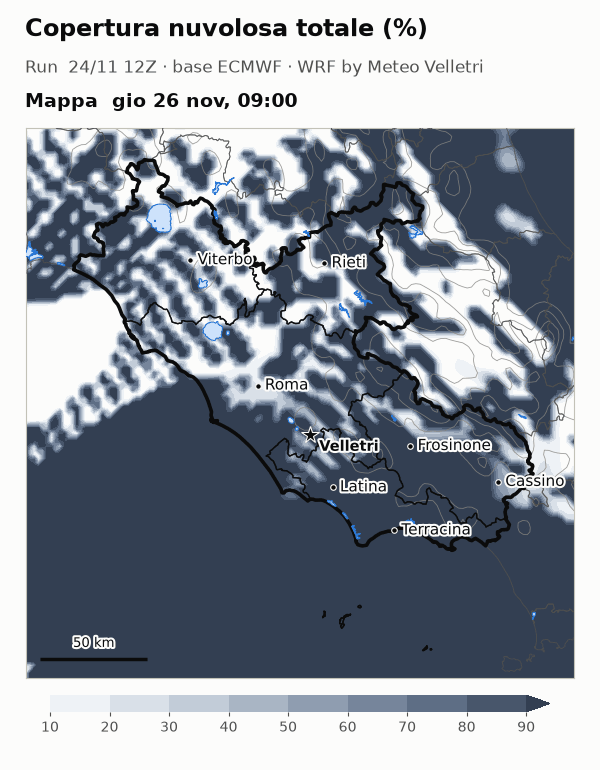 Copertura nuvolosa totale (%)
Run  24/11 12Z · base ECMWF · WRF by Meteo Velletri
Mappa  gio 26 nov, 09:00
Viterbo
Rieti
Roma
Velletri
Frosinone
Cassino
Latina
Terracina
50 km
10 20 30 40 50 60 70 80 90